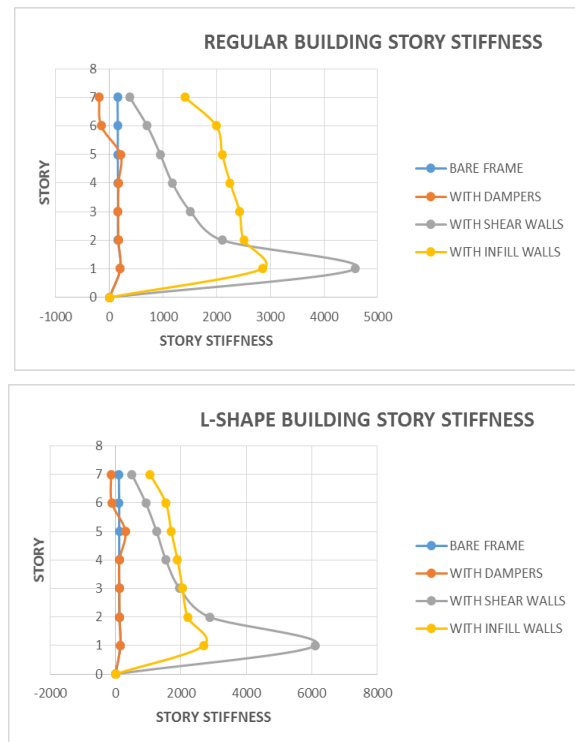 REGULAR BUILDING STORY STIFFNESS
8
7
6
5
4
3
2
1
0
STORY
-1000 0 1000 2000 3000 4000 5000
STORY STIFFNESS
BARE FRAME
WITH DAMPERS
WITH SHEAR WALLS
WITH INFILL WALLS
L-SHAPE BUILDING STORY STIFFNESS
8
7
6
5
4
3
2
1
0
STORY
-2000 0 2000 4000 6000 8000
STORY STIFFNESS
BARE FRAME
WITH DAMPERS
WITH SHEAR WALLS
WITH INFILL WALLS